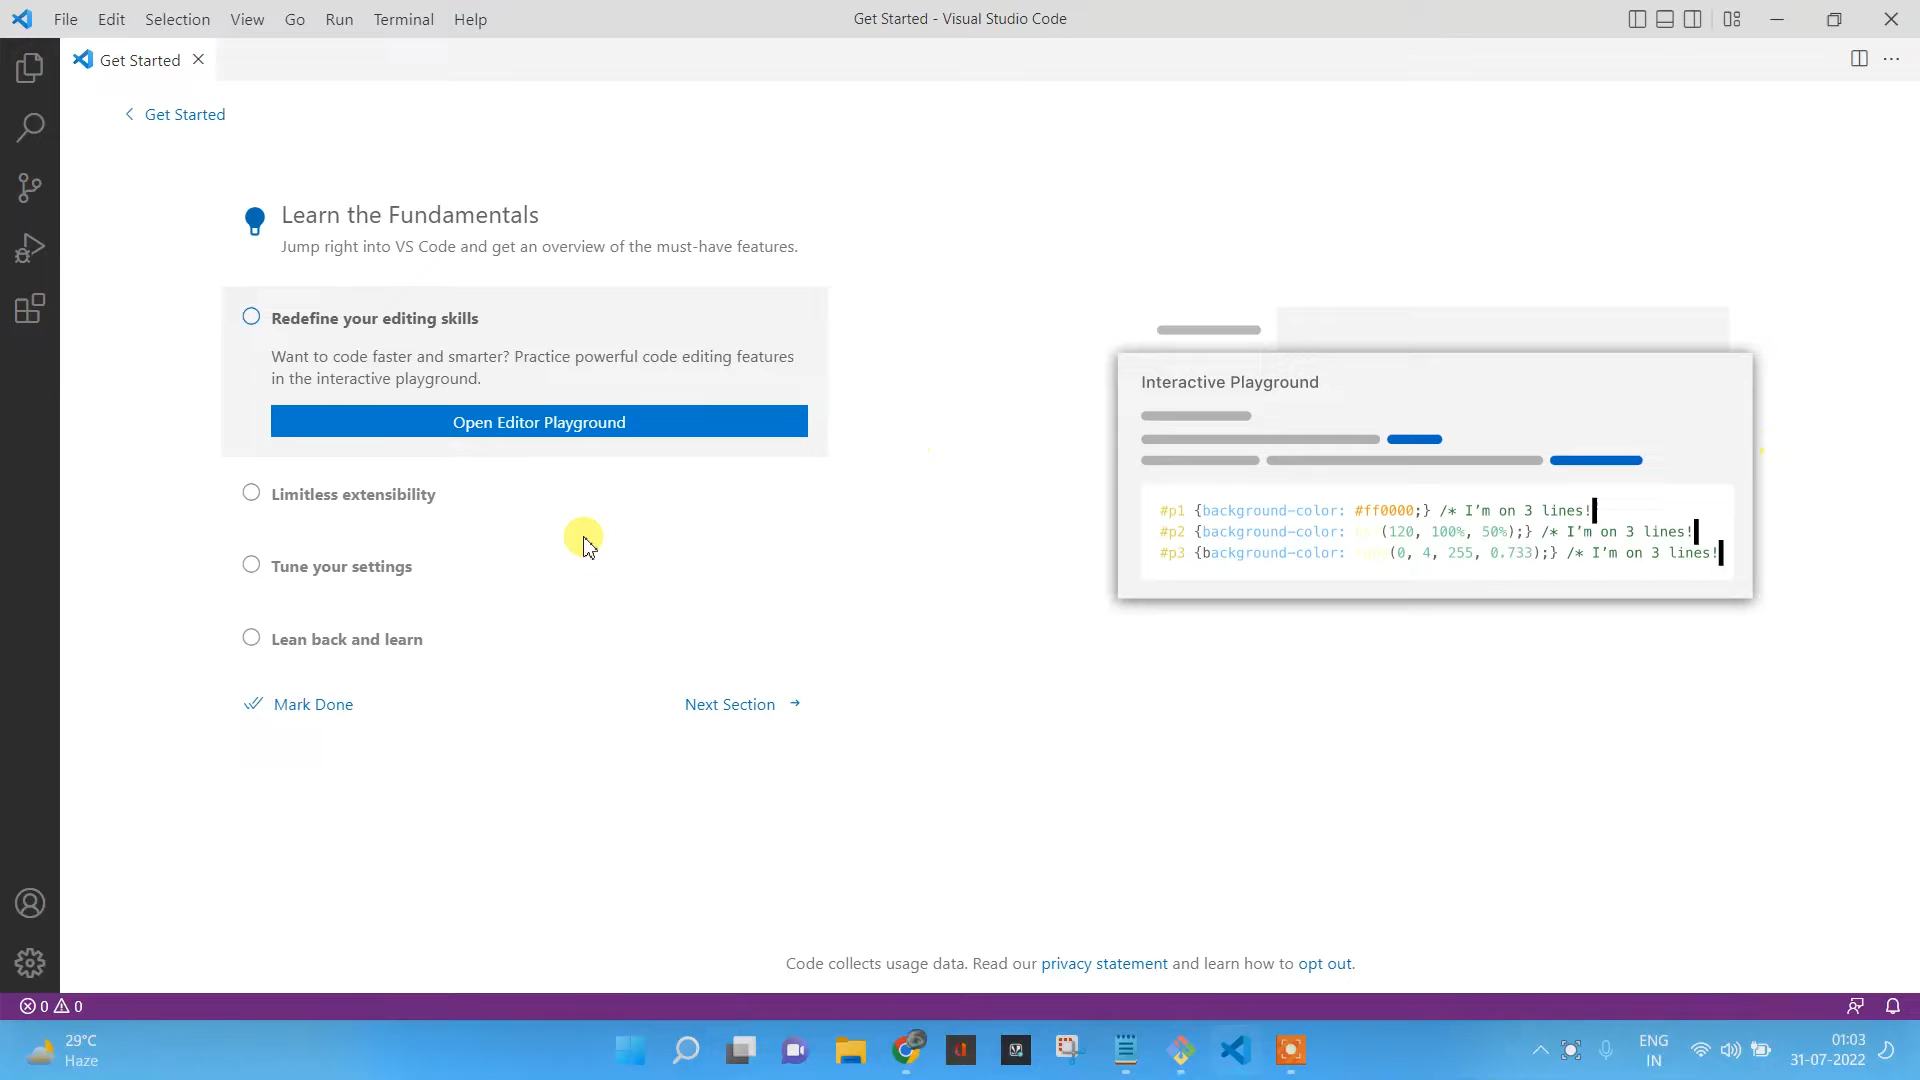 File Edit Selection View Go Run Terminal Help
Get Started - Visual Studio Code
Get Started
Get Started
Learn the Fundamentals
Jump right into VS Code and get an overview of the must-have features.
Redefine your editing skills
Want to code faster and smarter? Practice powerful code editing features
in the interactive playground.
Open Editor Playground
Limitless extensibility
Tune your settings
Lean back and learn
Mark Done
Next Section
Interactive Playground
#p1 {background-color: #ff0000;} /* I'm on 3 lines!
#p2 {background-color: (120, 100%, 50%);} /* I'm on 3 lines!
#p3 {background-color: (0, 4, 255, 0.733);} /* I'm on 3 lines!
Code collects usage data. Read our privacy statement and learn how to opt out.
0 0
29°C
Haze
ENG
IN
01:03
31-07-2022